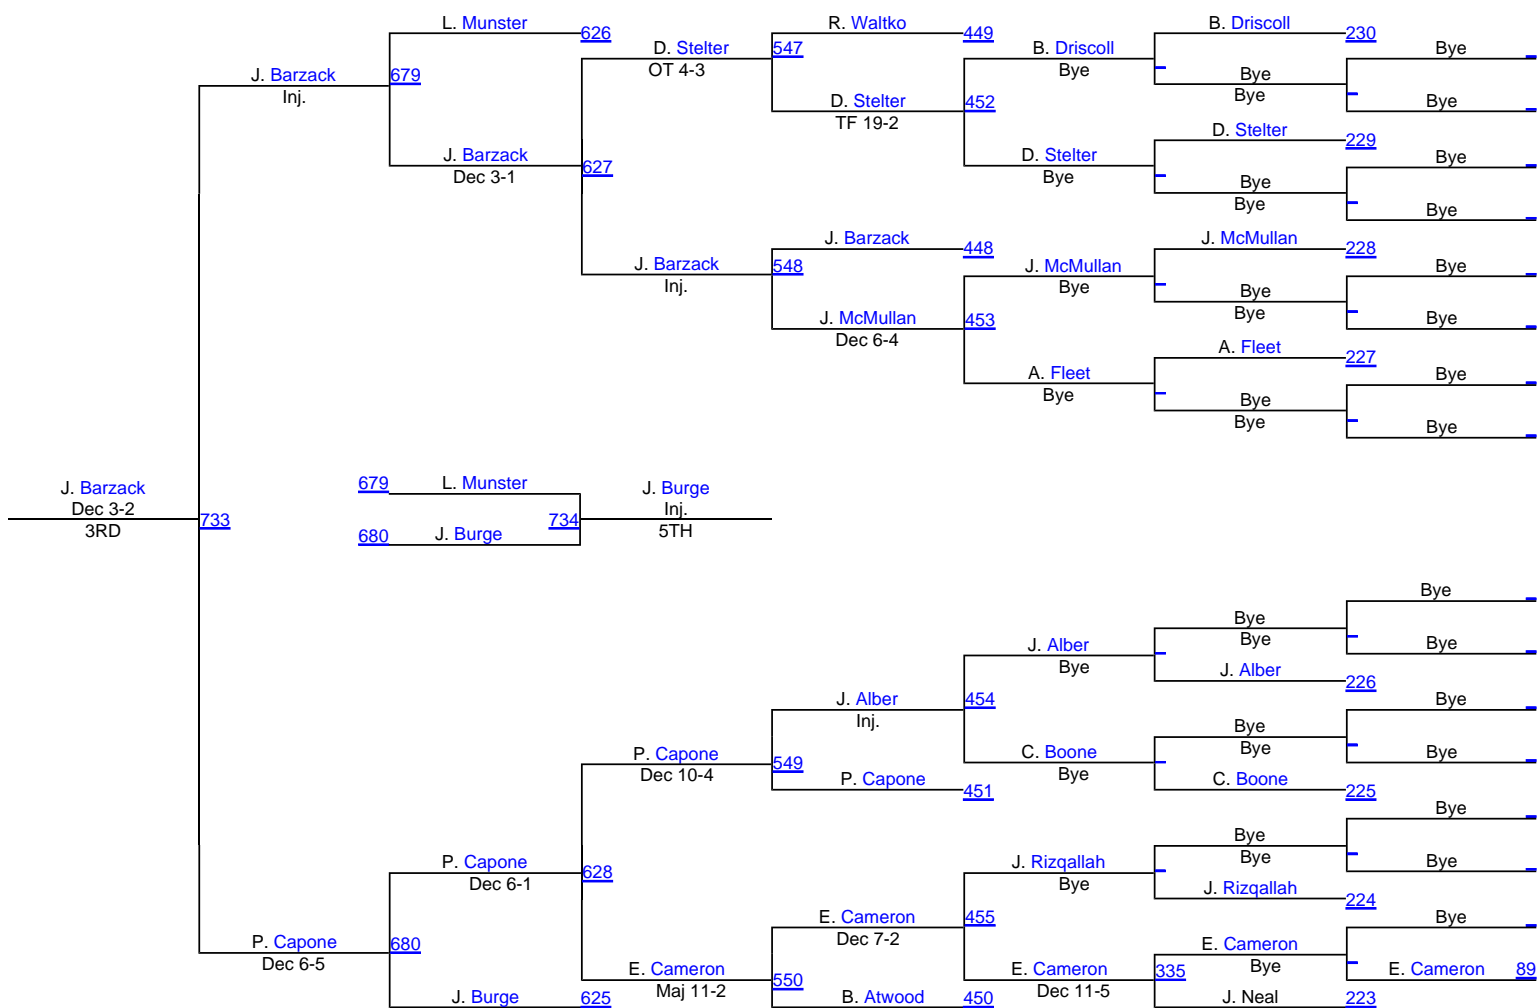 L. Munster
626
R. Waltko
449
B. Driscoll
230
D. Stelter
OT 4-3
547
B. Driscoll
Bye
Bye
J. Barzack
Inj.
679
Bye
Bye
Bye
D. Stelter
TF 19-2
452
D. Stelter
229
J. Barzack
Dec 3-1
627
D. Stelter
Bye
Bye
Bye
Bye
Bye
J. Barzack
448
J. McMullan
228
J. Barzack
Inj.
548
J. McMullan
Bye
Bye
Bye
Bye
Bye
J. McMullan
Dec 6-4
453
A. Fleet
227
A. Fleet
Bye
Bye
Bye
Bye
Bye
J. Barzack
Dec 3-2
3RD
733
679
L. Munster
680
J. Burge
734
J. Burge
Inj.
5TH
Bye
Bye
Bye
Bye
J. Alber
Bye
J. Alber
226
J. Alber
Inj.
454
Bye
Bye
Bye
Bye
P. Capone
Dec 10-4
549
C. Boone
Bye
P. Capone
451
C. Boone
225
Bye
Bye
Bye
Bye
P. Capone
Dec 6-1
628
J. Rizqallah
Bye
J. Rizqallah
224
E. Cameron
Dec 7-2
455
Bye
P. Capone
Dec 6-5
680
E. Cameron
Bye
E. Cameron
Maj 11-2
550
E. Cameron
Dec 11-5
335
E. Cameron
89
J. Burge
625
B. Atwood
450
J. Neal
223